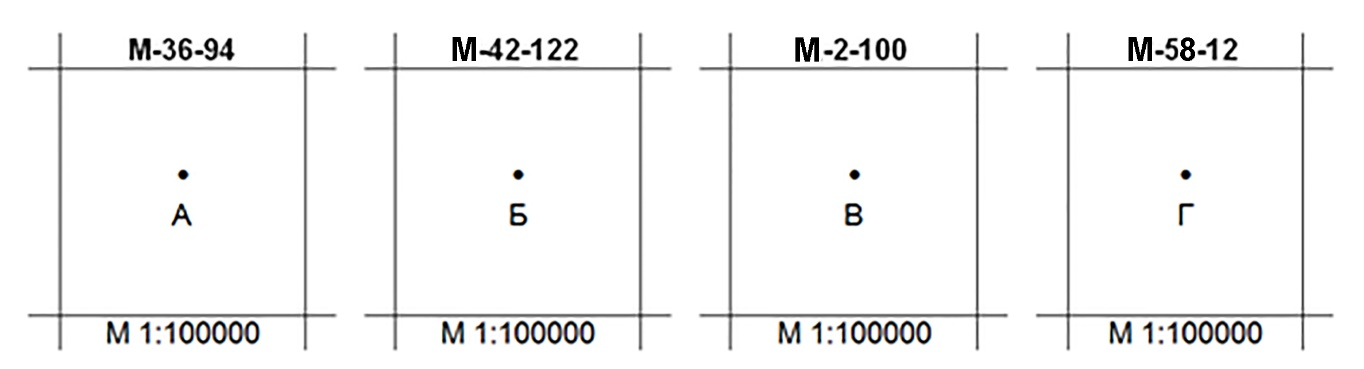 М-36-94
А
М 1:100000
М-42-122
Б
М 1:100000
М-2-100
В
М 1:100000
М-58-12
Г
М 1:100000